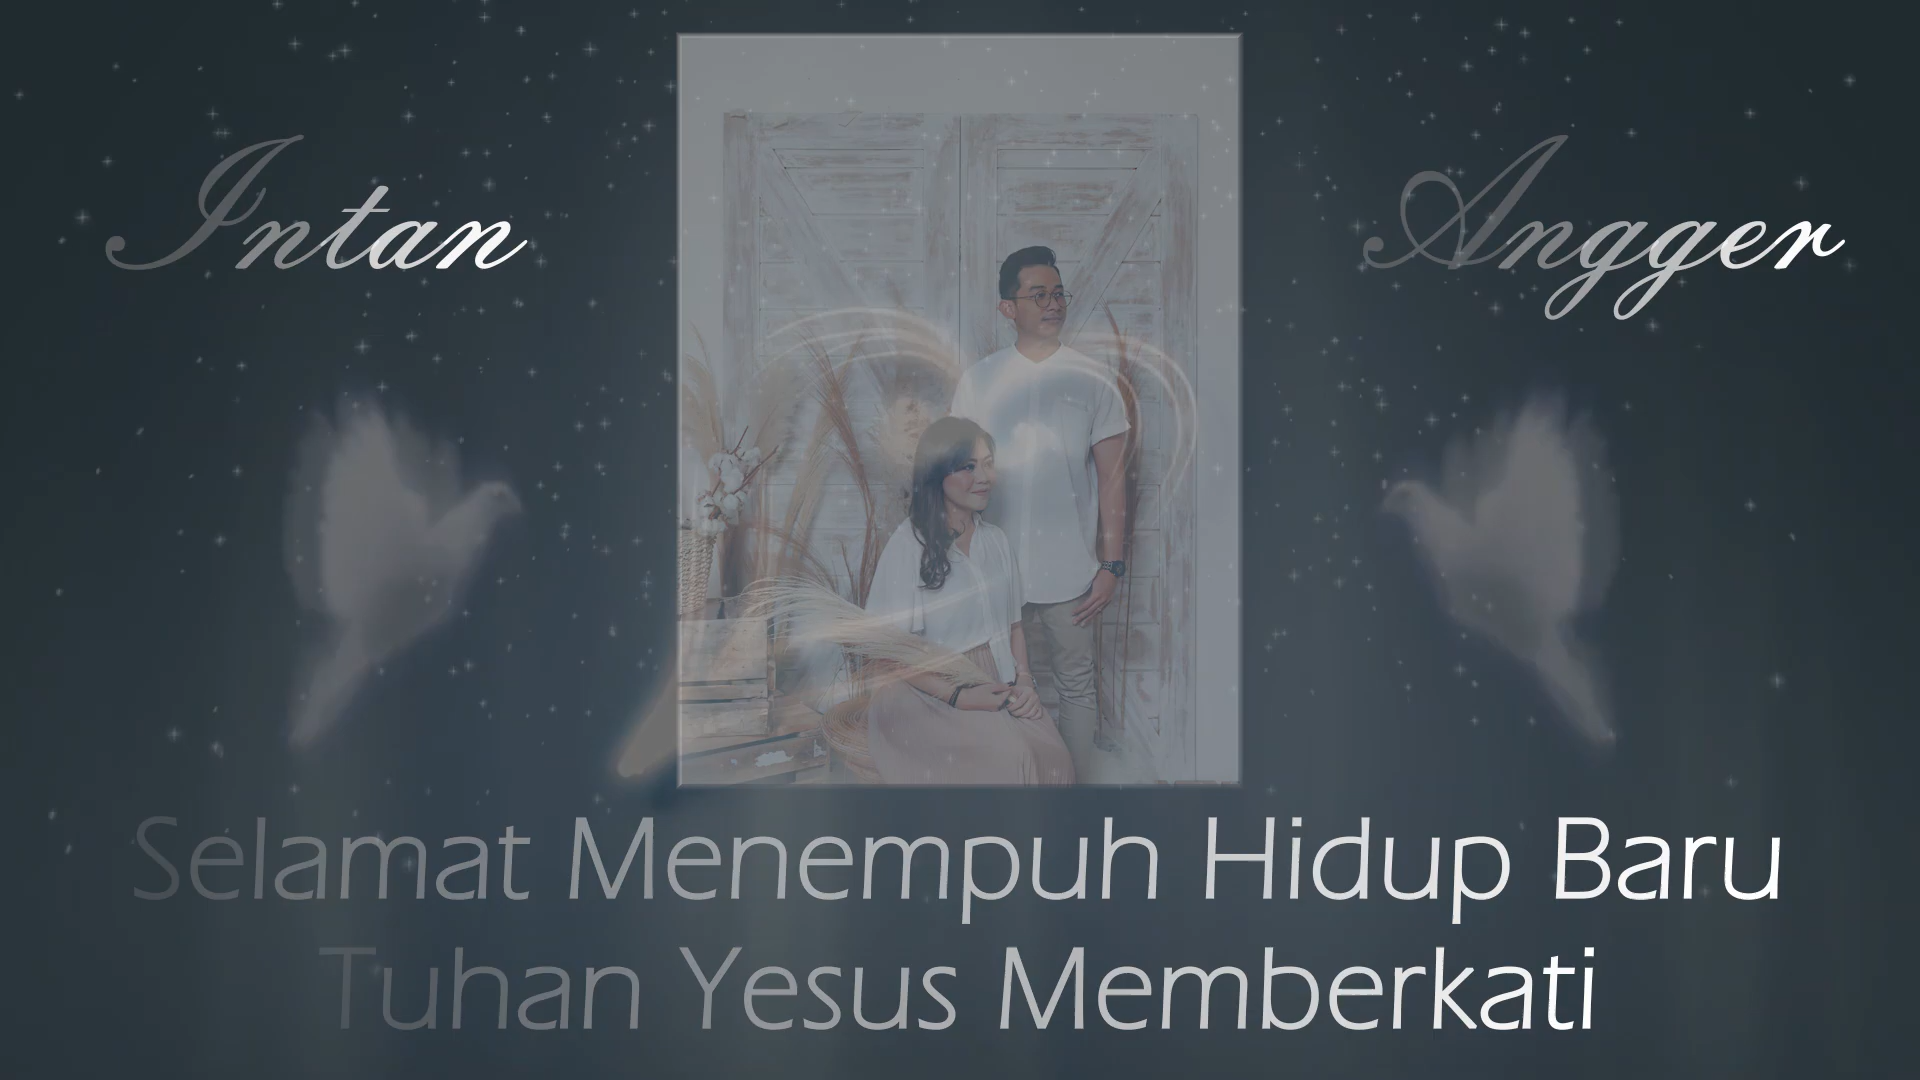 Intan
Angger
Selamat Menempuh Hidup Baru
Tuhan Yesus Memberkati